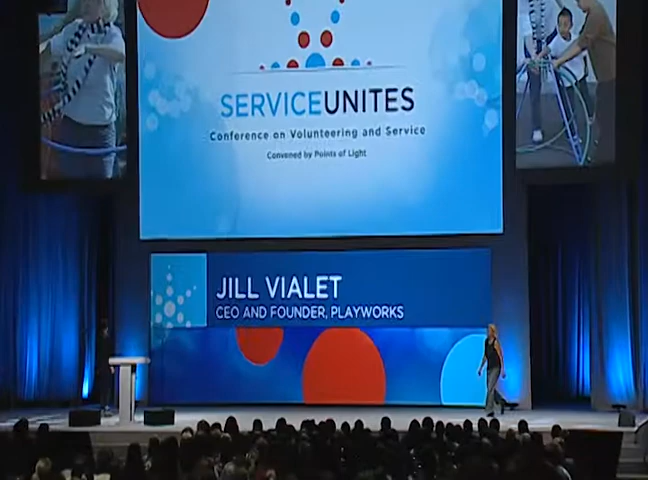 SERVICEUNITES
Conference on Volunteering and Service
Convened by Points of Light
JILL VIALET
CEO AND FOUNDER, PLAYWORKS